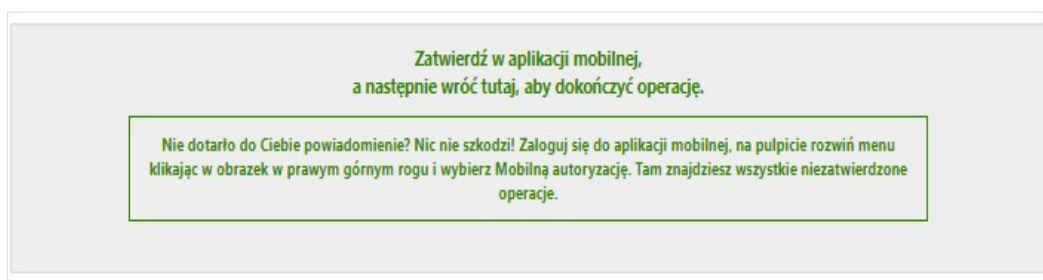 Zatwierdź w aplikacji mobilnej,
a następnie wróć tutaj, aby dokończyć operację.
Nie dotarło do Ciebie powiadomienie? Nic nie szkodzi! Zaloguj się do aplikacji mobilnej, na pulpicie rozwiń menu
klikając w obrazek w prawym górnym rogu i wybierz Mobilną autoryzację. Tam znajdziesz wszystkie niezatwierdzone
operacje.